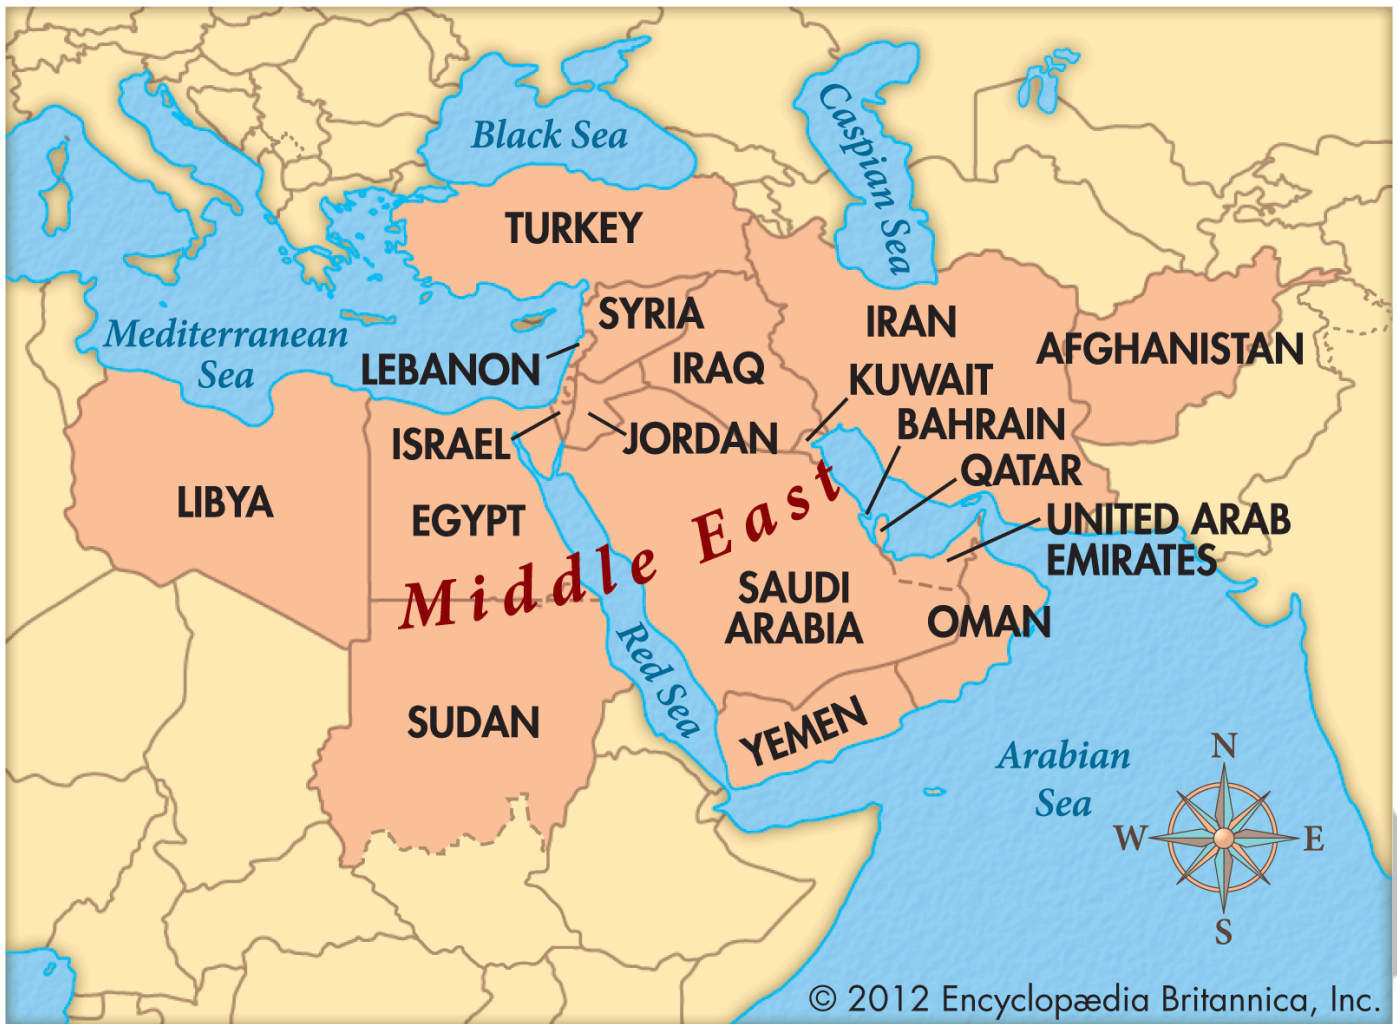 Black Sea
Caspian Sea
TURKEY
SYRIA
IRAN
Mediterranean
Sea
LEBANON
IRAQ
AFGHANISTAN
KUWAIT
BAHRAIN
ISRAEL
JORDAN
QATAR
LIBYA
EGYPT
UNITED ARAB
EMIRATES
Middle East
SAUDI
ARABIA
OMAN
Red Sea
SUDAN
YEMEN
Arabian
Sea
N
W
E
S
© 2012 Encyclopædia Britannica, Inc.